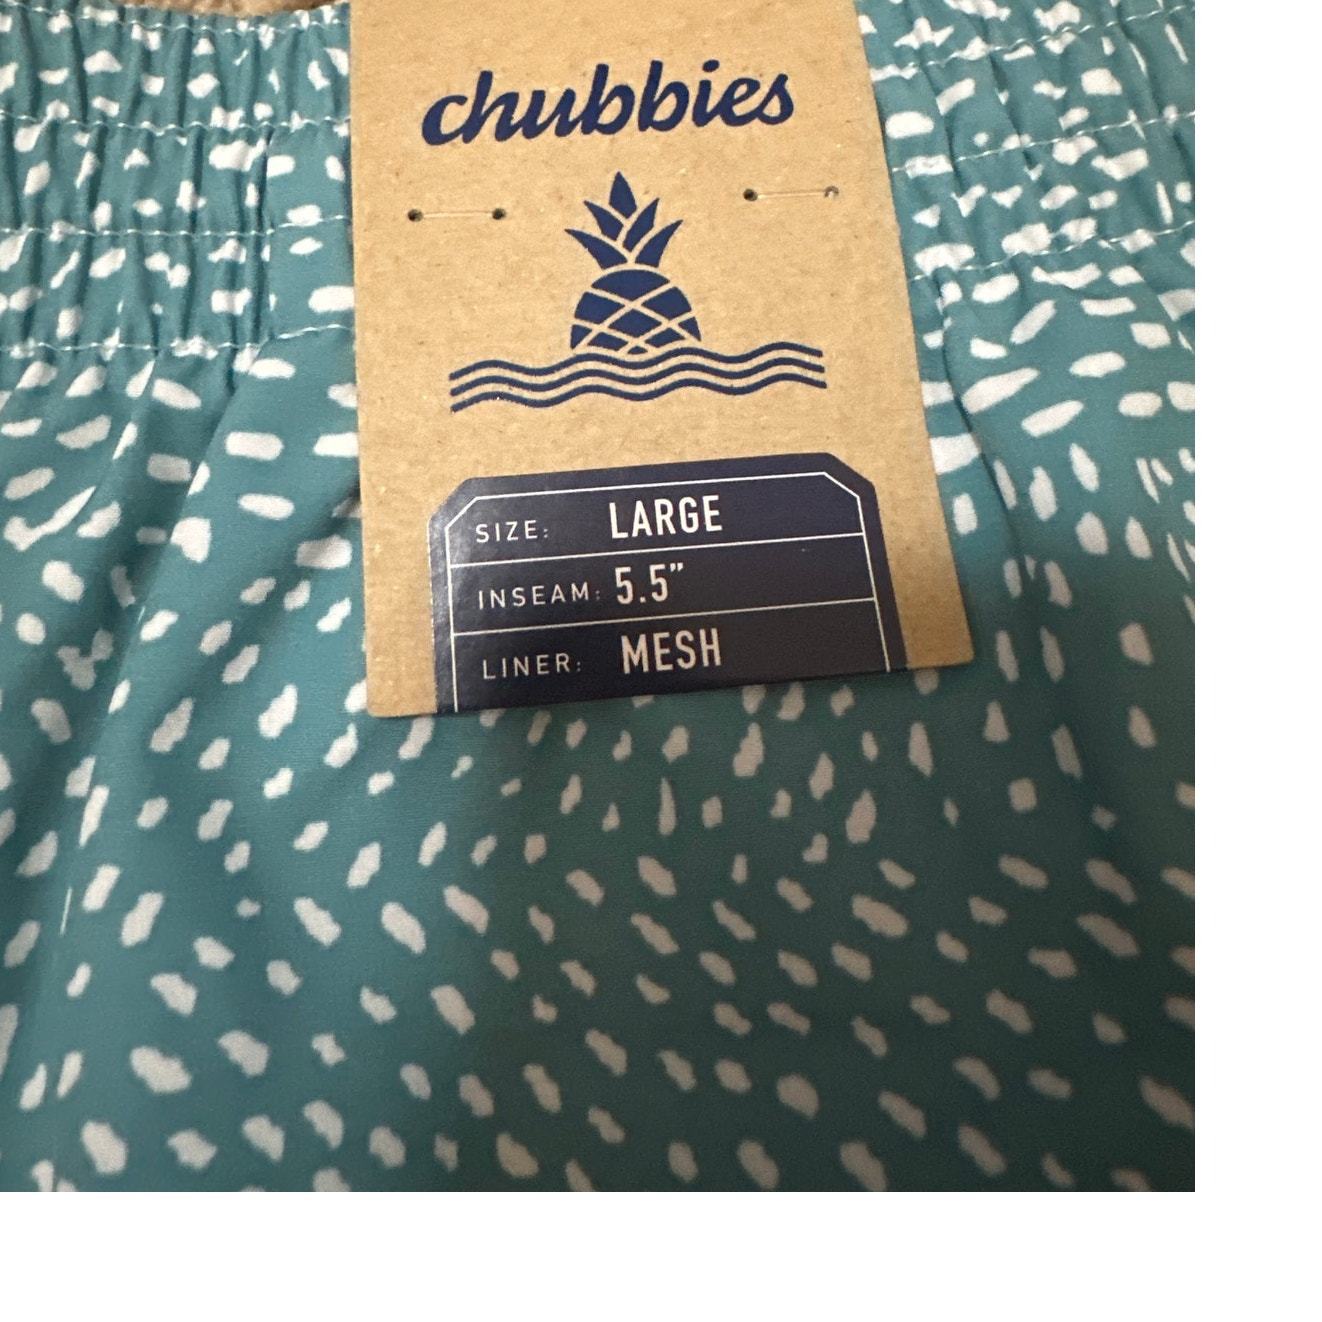 chubbies
SIZE: LARGE
INSEAM: 5.5"
LINER: MESH